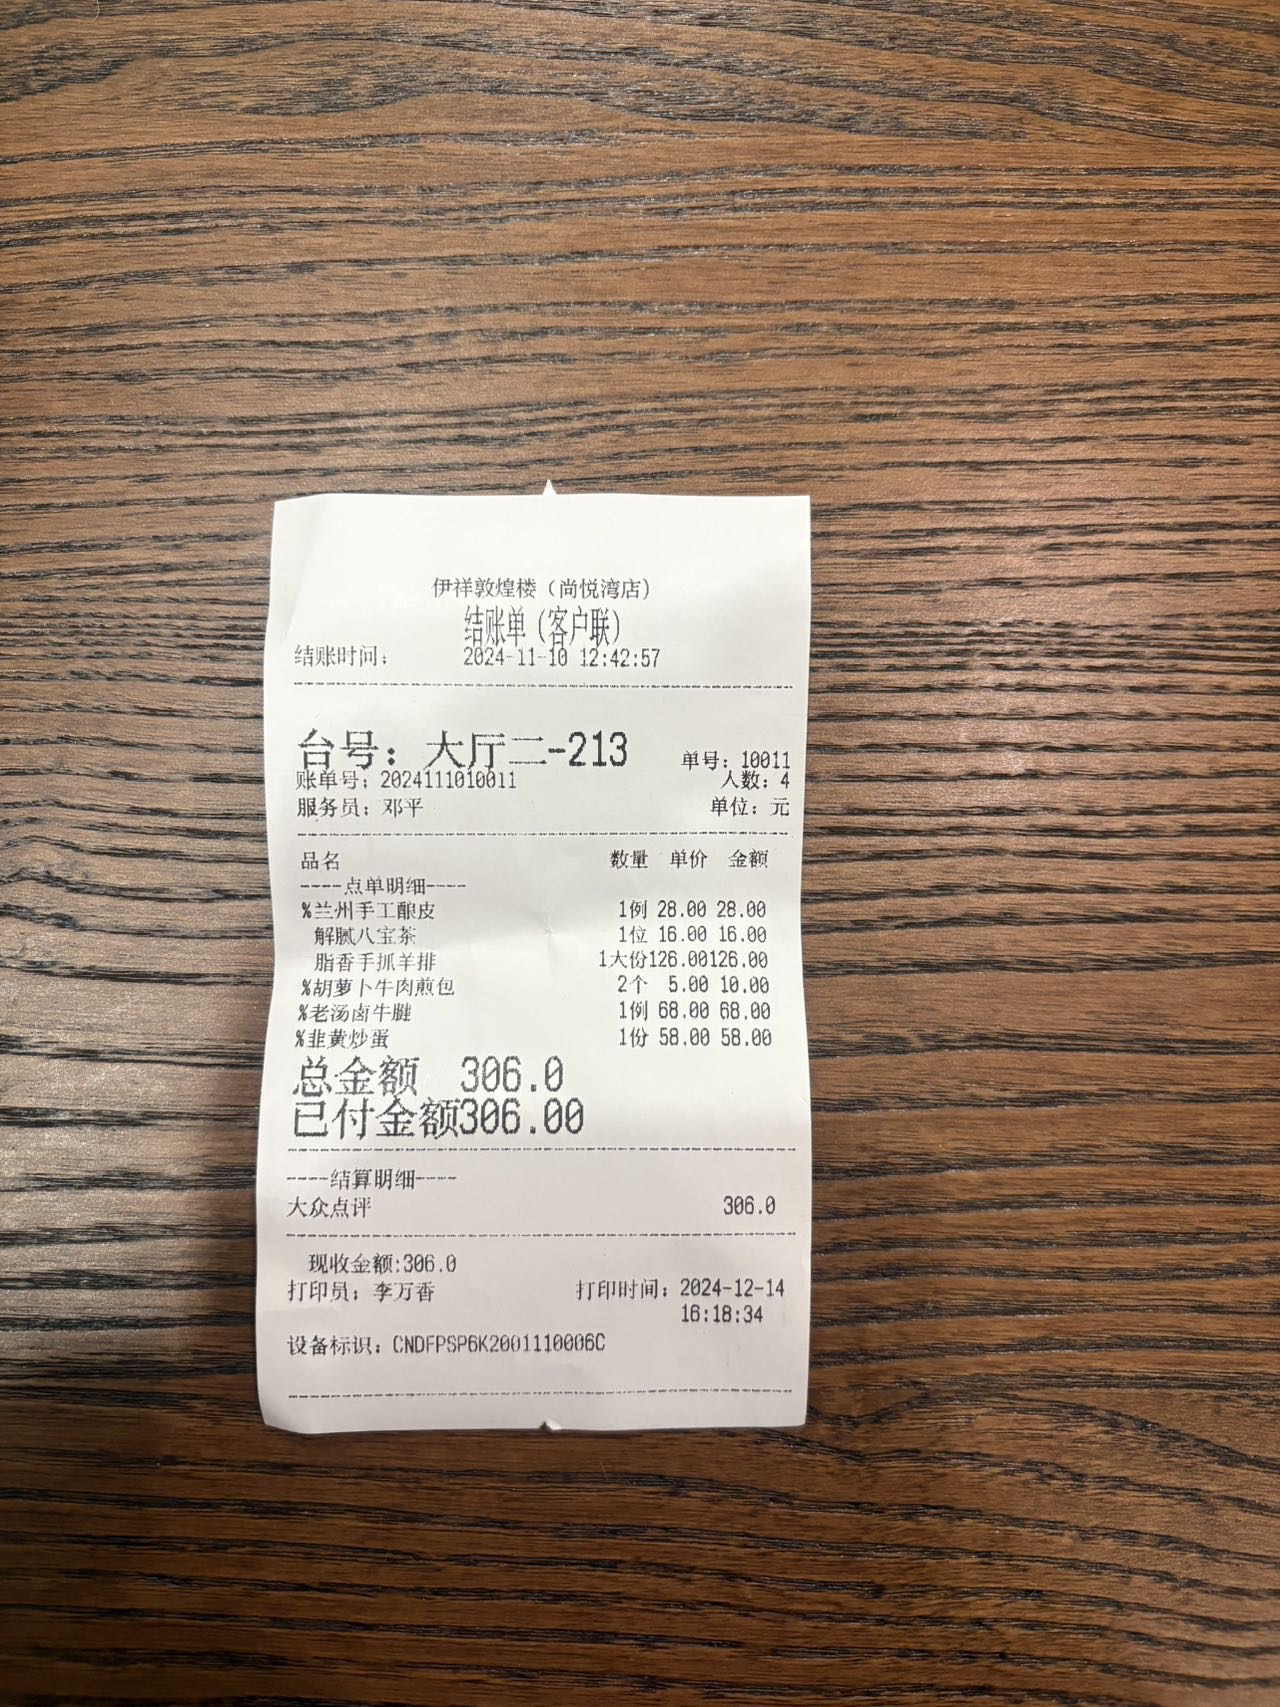 伊祥敦煌楼（尚悦湾店）
结账单（客户联）
结账时间： 2024-11-10 12:42:57
台号：大厅二-213 单号：10011
账单号：2024111010011 人数：4
服务员：邓平 单位：元
品名 数量 单价 金额
----点单明细----
%兰州手工酿皮 1例 28.00 28.00
解腻八宝茶 1位 16.00 16.00
脂香手抓羊排 1大份126.00126.00
%胡萝卜牛肉煎包 2个 5.00 10.00
%老汤卤牛腱 1例 68.00 68.00
%韭黄炒蛋 1份 58.00 58.00
总金额 306.0
已付金额306.00
----结算明细----
大众点评 306.0
现收金额:306.0
打印员：李万香 打印时间：2024-12-14
16:18:34
设备标识：CNDFPSP6K2001110006C